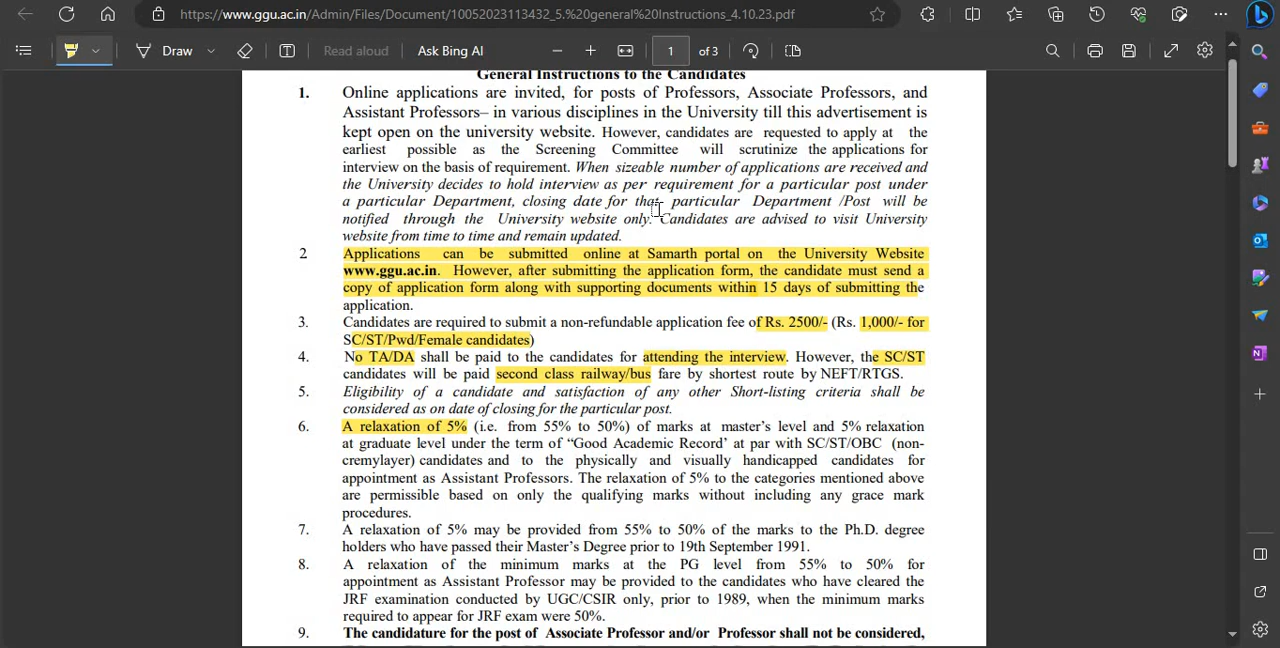 https://www.ggu.ac.in/Admin/Files/Document/10052023113432_5.%20general%20Instructions_4.10.23.pdf
Draw
Read aloud
Ask Bing AI
1
of 3
General Instructions to the Candidates
1. Online applications are invited, for posts of Professors, Associate Professors, and
Assistant Professors– in various disciplines in the University till this advertisement is
kept open on the university website. However, candidates are requested to apply at the
earliest possible as the Screening Committee will scrutinize the applications for
interview on the basis of requirement. When sizeable number of applications are received and
the University decides to hold interview as per requirement for a particular post under
a particular Department, closing date for that particular Department /Post will be
notified through the University website only. Candidates are advised to visit University
website from time to time and remain updated.
2 Applications can be submitted online at Samarth portal on the University Website
www.ggu.ac.in. However, after submitting the application form, the candidate must send a
copy of application form along with supporting documents within 15 days of submitting the
application.
3. Candidates are required to submit a non-refundable application fee of Rs. 2500/- (Rs. 1,000/- for
SC/ST/Pwd/Female candidates)
4. No TA/DA shall be paid to the candidates for attending the interview. However, the SC/ST
candidates will be paid second class railway/bus fare by shortest route by NEFT/RTGS.
5. Eligibility of a candidate and satisfaction of any other Short-listing criteria shall be
considered as on date of closing for the particular post.
6. A relaxation of 5% (i.e. from 55% to 50%) of marks at master’s level and 5% relaxation
at graduate level under the term of “Good Academic Record’ at par with SC/ST/OBC (non-
cremylayer) candidates and to the physically and visually handicapped candidates for
appointment as Assistant Professors. The relaxation of 5% to the categories mentioned above
are permissible based on only the qualifying marks without including any grace mark
procedures.
7. A relaxation of 5% may be provided from 55% to 50% of the marks to the Ph.D. degree
holders who have passed their Master’s Degree prior to 19th September 1991.
8. A relaxation of the minimum marks at the PG level from 55% to 50% for
appointment as Assistant Professor may be provided to the candidates who have cleared the
JRF examination conducted by UGC/CSIR only, prior to 1989, when the minimum marks
required to appear for JRF exam were 50%.
9. The candidature for the post of Associate Professor and/or Professor shall not be considered,